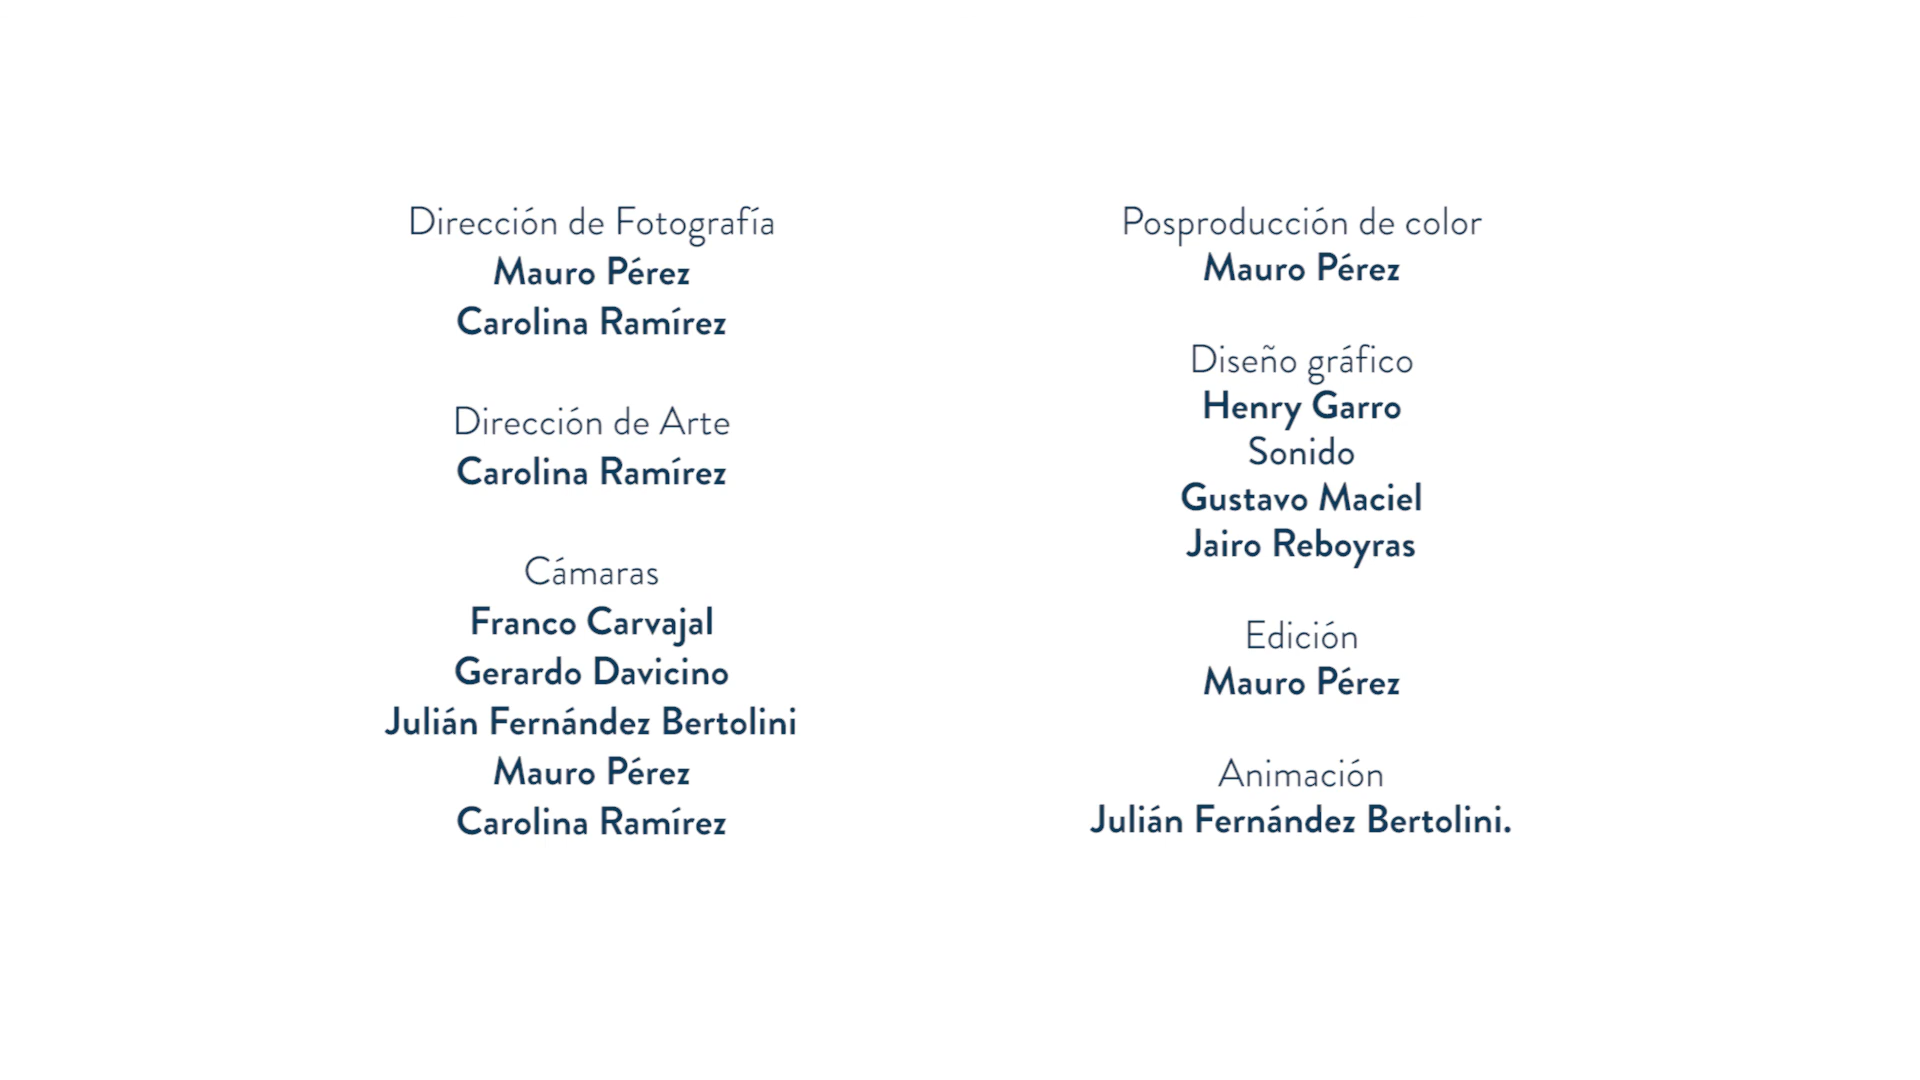 Dirección de Fotografía
Mauro Pérez
Carolina Ramírez
Dirección de Arte
Carolina Ramírez
Cámaras
Franco Carvajal
Gerardo Davicino
Julián Fernández Bertolini
Mauro Pérez
Carolina Ramírez
Posproducción de color
Mauro Pérez
Diseño gráfico
Henry Garro
Sonido
Gustavo Maciel
Jairo Reboyras
Edición
Mauro Pérez
Animación
Julián Fernández Bertolini.